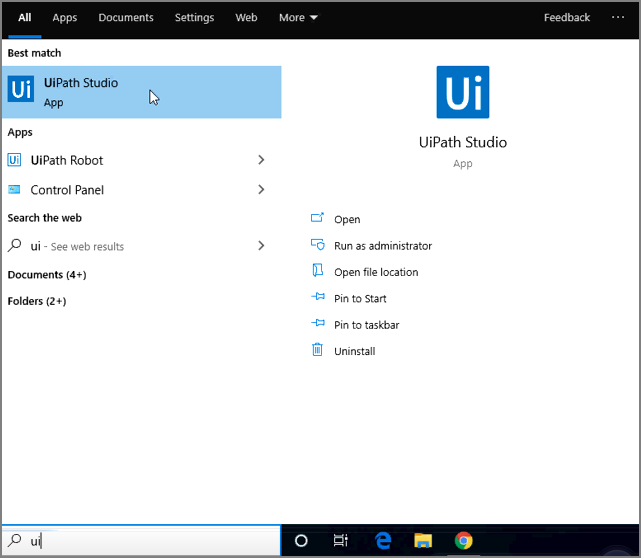 All Apps Documents Settings Web More Feedback ...
Best match
Ui
UiPath Studio
App
Apps
Ui
UiPath Robot
Control Panel
Search the web
ui - See web results
Documents (4+)
Folders (2+)
Ui
UiPath Studio
App
Open
Run as administrator
Open file location
Pin to Start
Pin to taskbar
Uninstall
ui